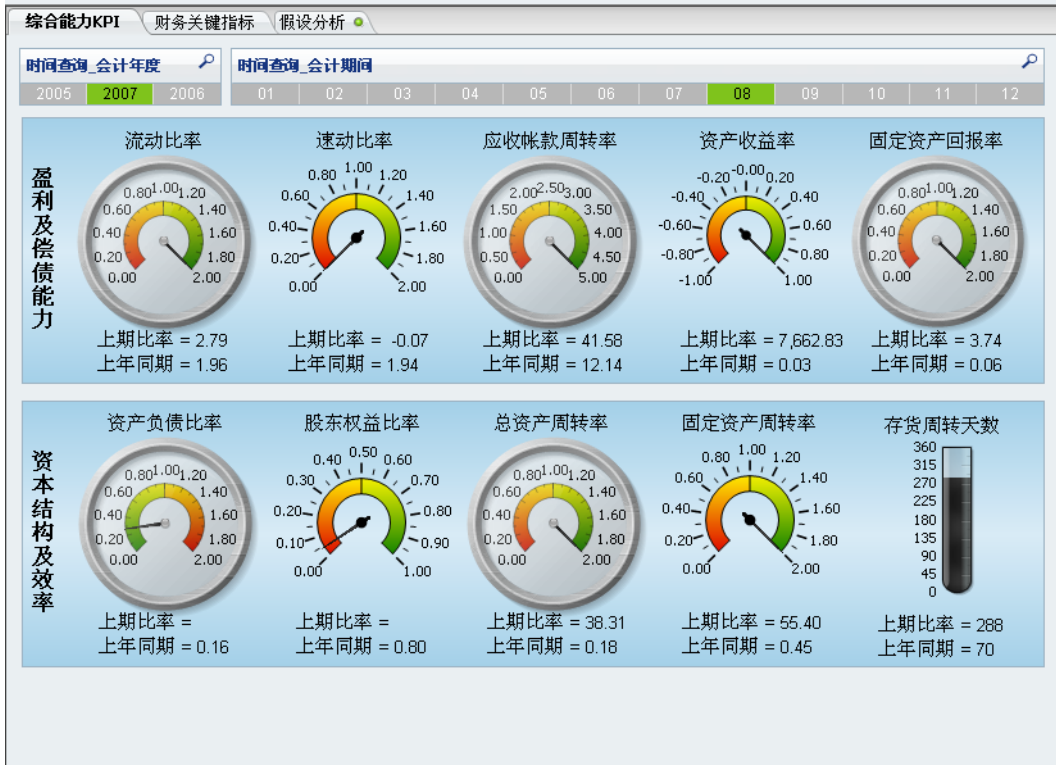 综合能力KPI 财务关键指标 假设分析
时间查询_会计年度 时间查询_会计期间
2005 2007 2006 01 02 03 04 05 06 07 08 09 10 11 12
盈利及偿债能力
流动比率 速动比率 应收帐款周转率 资产收益率 固定资产回报率
0.00 0.20 0.40 0.60 0.80 1.00 1.20 1.40 1.60 1.80 2.00
0.00 0.20 0.40 0.60 0.80 1.00 1.20 1.40 1.60 1.80 2.00
0.00 0.50 1.00 1.50 2.00 2.50 3.00 3.50 4.00 4.50 5.00
-1.00 -0.80 -0.60 -0.40 -0.20 -0.00 0.20 0.40 0.60 0.80 1.00
0.00 0.20 0.40 0.60 0.80 1.00 1.20 1.40 1.60 1.80 2.00
上期比率 = 2.79 上期比率 = -0.07 上期比率 = 41.58 上期比率 = 7,662.83 上期比率 = 3.74
上年同期 = 1.96 上年同期 = 1.94 上年同期 = 12.14 上年同期 = 0.03 上年同期 = 0.06
资本结构及效率
资产负债比率 股东权益比率 总资产周转率 固定资产周转率 存货周转天数
0.00 0.20 0.40 0.60 0.80 1.00 1.20 1.40 1.60 1.80 2.00
0.00 0.10 0.20 0.30 0.40 0.50 0.60 0.70 0.80 0.90 1.00
0.00 0.20 0.40 0.60 0.80 1.00 1.20 1.40 1.60 1.80 2.00
0.00 0.20 0.40 0.60 0.80 1.00 1.20 1.40 1.60 1.80 2.00
360
315
270
225
180
135
90
45
0
上期比率 = 上期比率 = 上期比率 = 38.31 上期比率 = 55.40 上期比率 = 288
上年同期 = 0.16 上年同期 = 0.80 上年同期 = 0.18 上年同期 = 0.45 上年同期 = 70